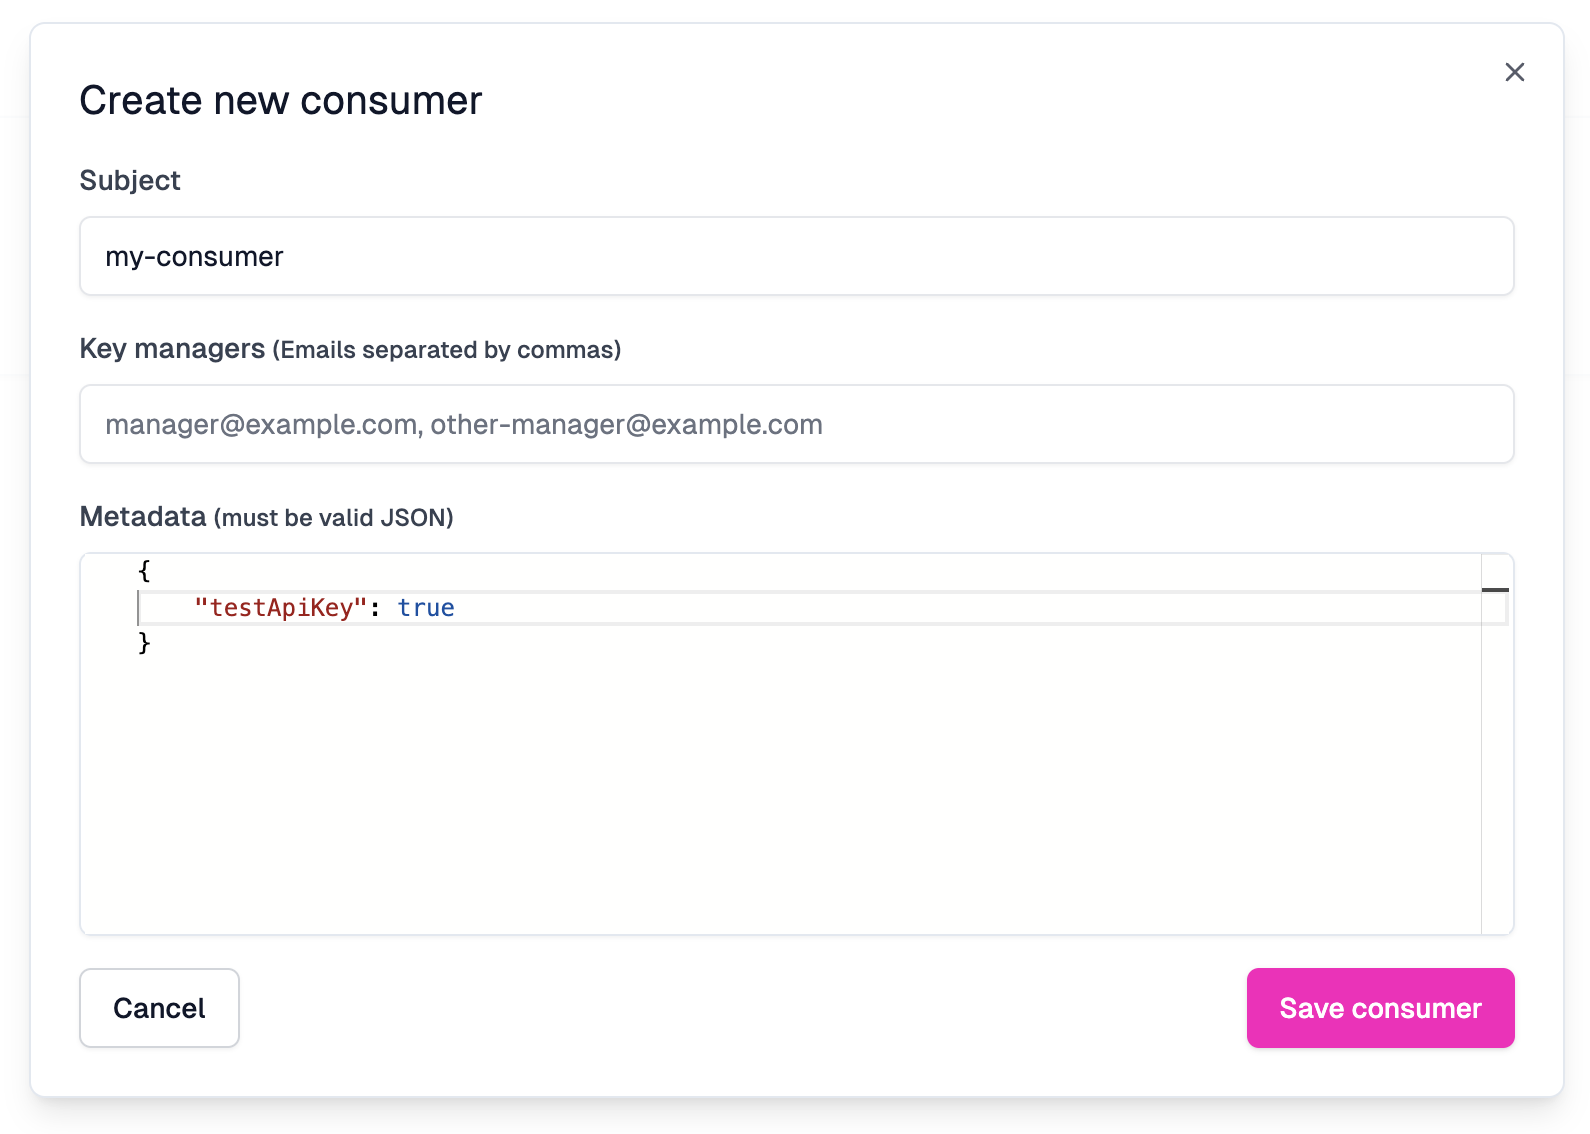 Create new consumer
Subject
my-consumer
Key managers (Emails separated by commas)
manager@example.com, other-manager@example.com
Metadata (must be valid JSON)
{
    "testApiKey": true
}
Cancel
Save consumer